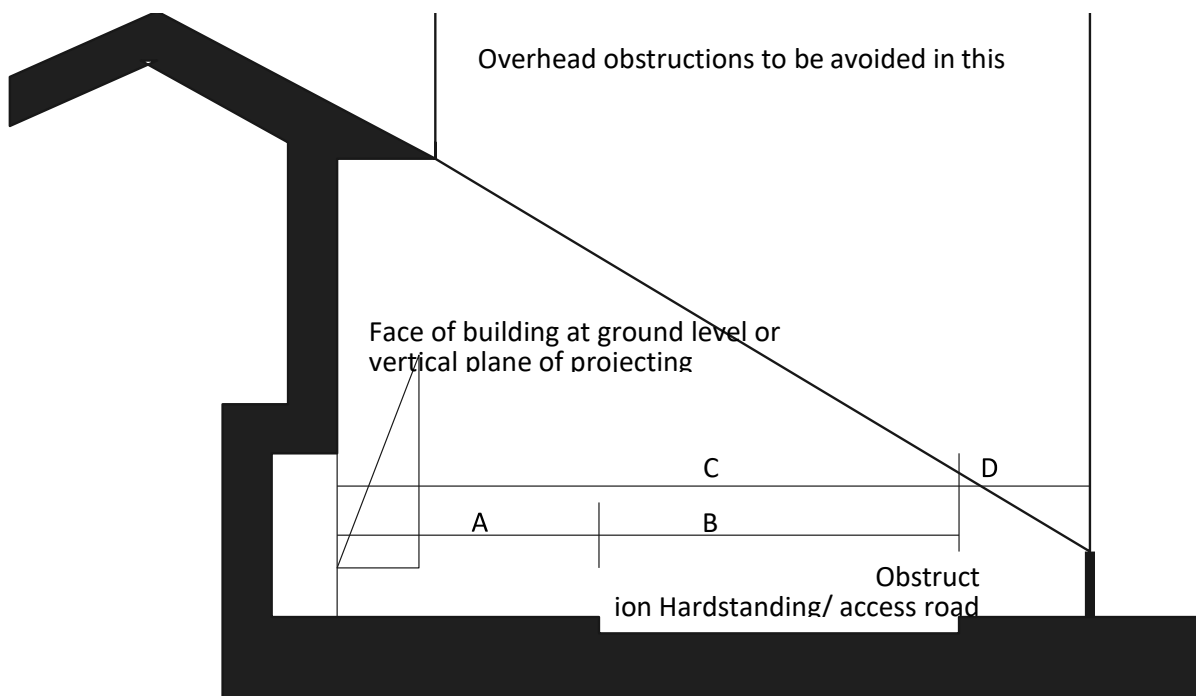 Overhead obstructions to be avoided in this
Face of building at ground level or
vertical plane of projecting
C
D
A
B
Obstruct
ion Hardstanding/ access road